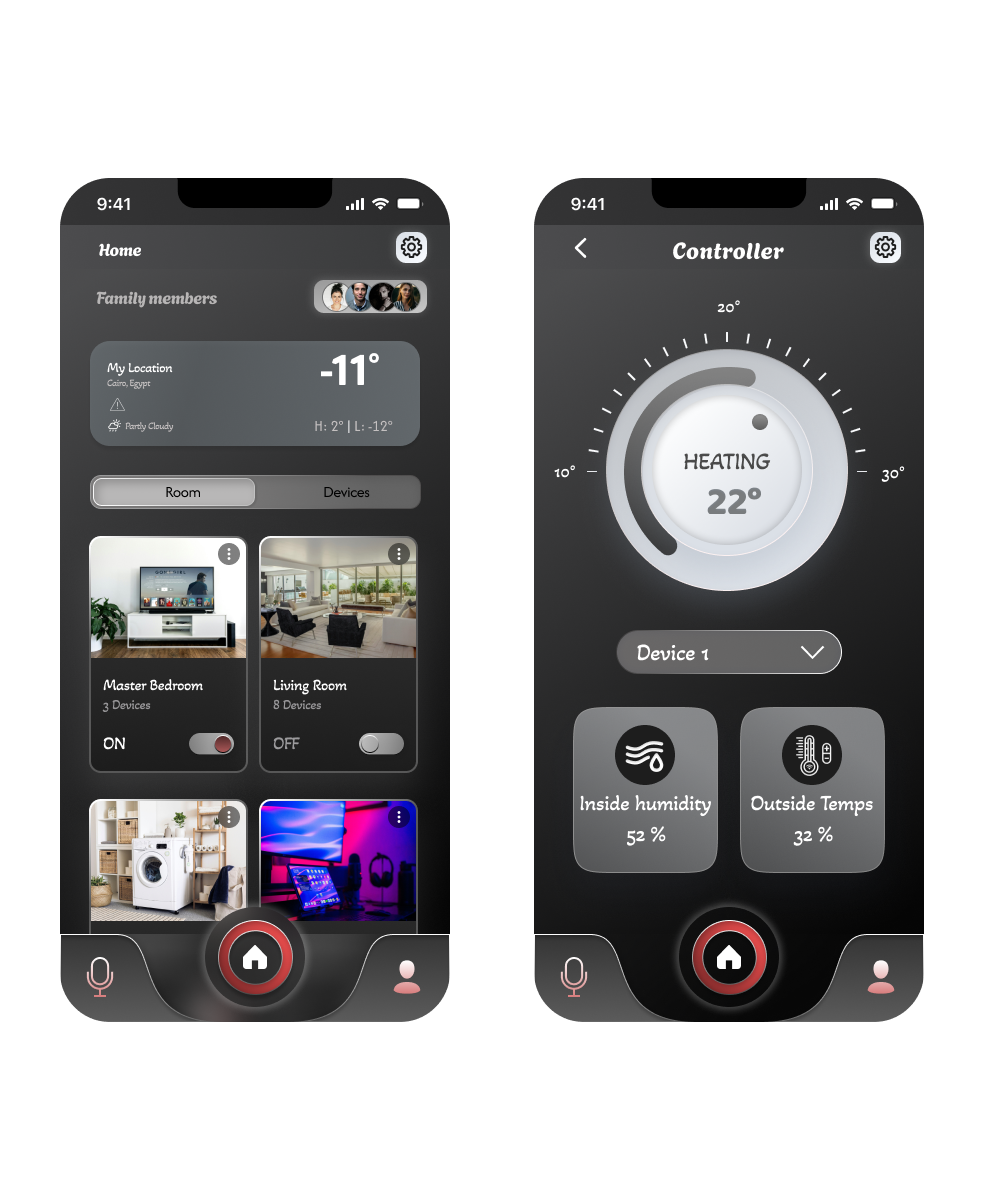 9:41
Home
Family members
My Location
Cairo, Egypt
-11°
Partly Cloudy
H: 2° | L: -12°
Room
Devices
Master Bedroom
3 Devices
ON
Living Room
8 Devices
OFF
9:41
Controller
20°
10°
30°
HEATING
22°
Device 1
Inside humidity
52 %
Outside Temps
32 %